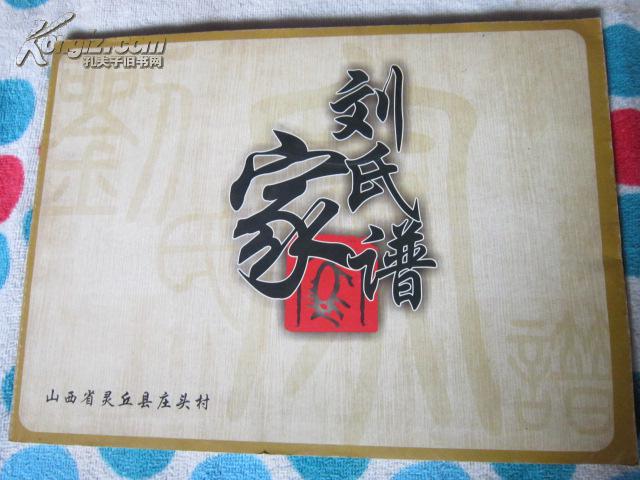 Kongfz.com
孔夫子旧书网
刘氏
家谱
山西省灵丘县庄头村